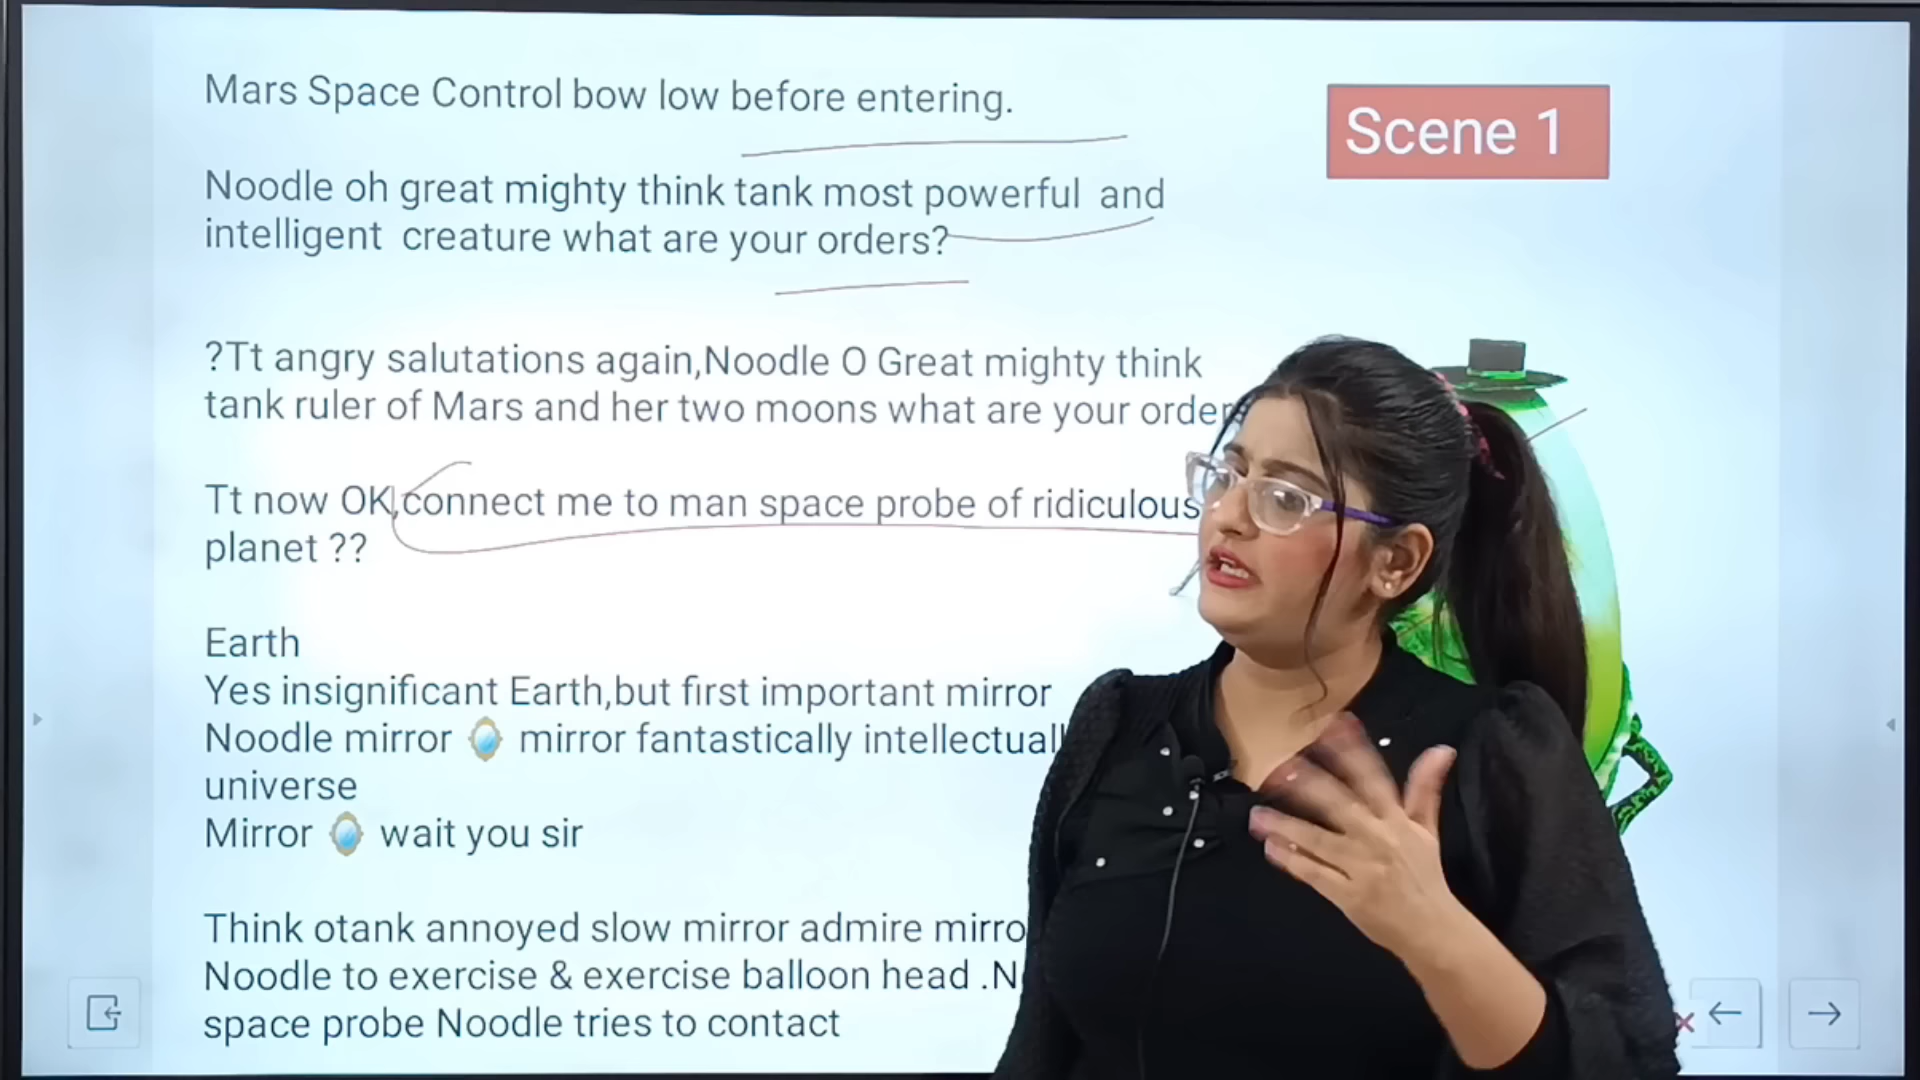 Mars Space Control bow low before entering.
Scene 1
Noodle oh great mighty think tank most powerful and
intelligent creature what are your orders?
?Tt angry salutations again,Noodle O Great mighty think
tank ruler of Mars and her two moons what are your
Tt now OK,connect me to man space probe of ridiculous
planet ??
Earth
Yes insignificant Earth,but first important mirror
Noodle mirror 🪞 mirror fantastically
universe
Mirror 🪞 wait you sir
Think otank annoyed slow mirror admire
Noodle to exercise & exercise balloon head .
space probe Noodle tries to contact